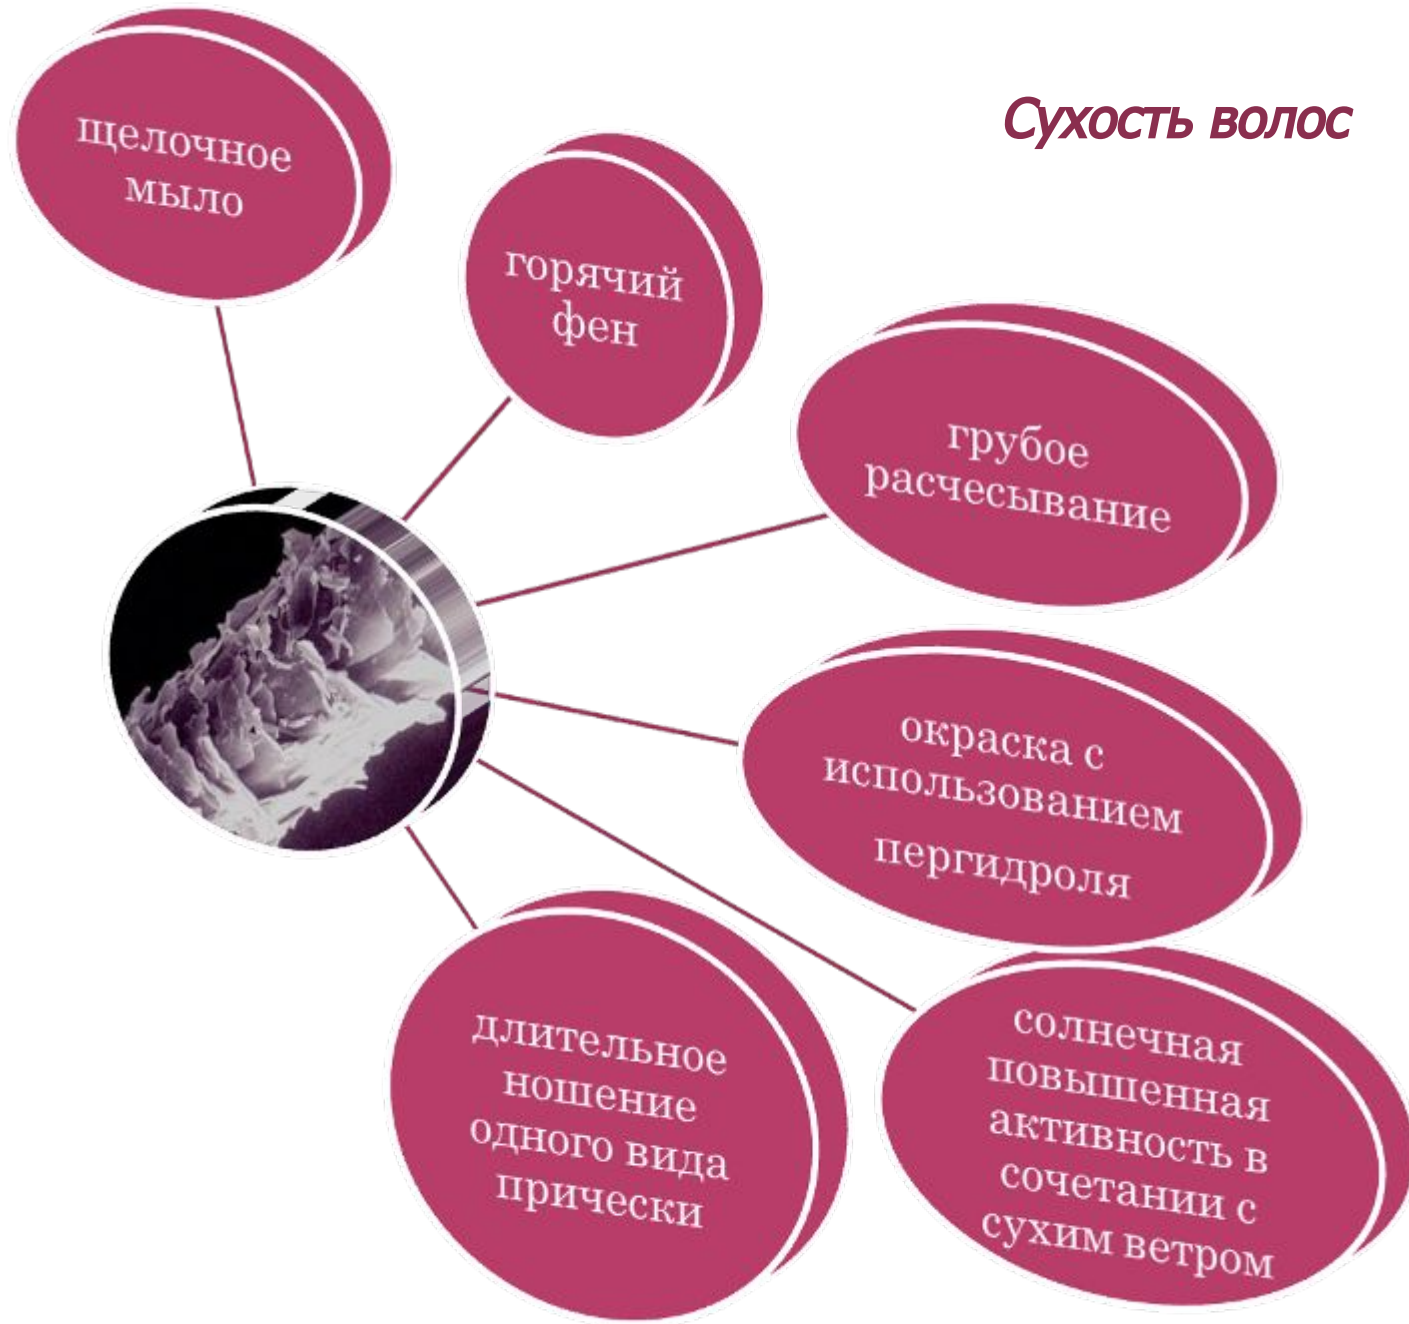 Сухость волос
щелочное
мыло
горячий
фен
грубое
расчесывание
окраска с
использованием
пергидроля
солнечная
повышенная
активность в
сочетании с
сухим ветром
длительное
ношение
одного вида
прически